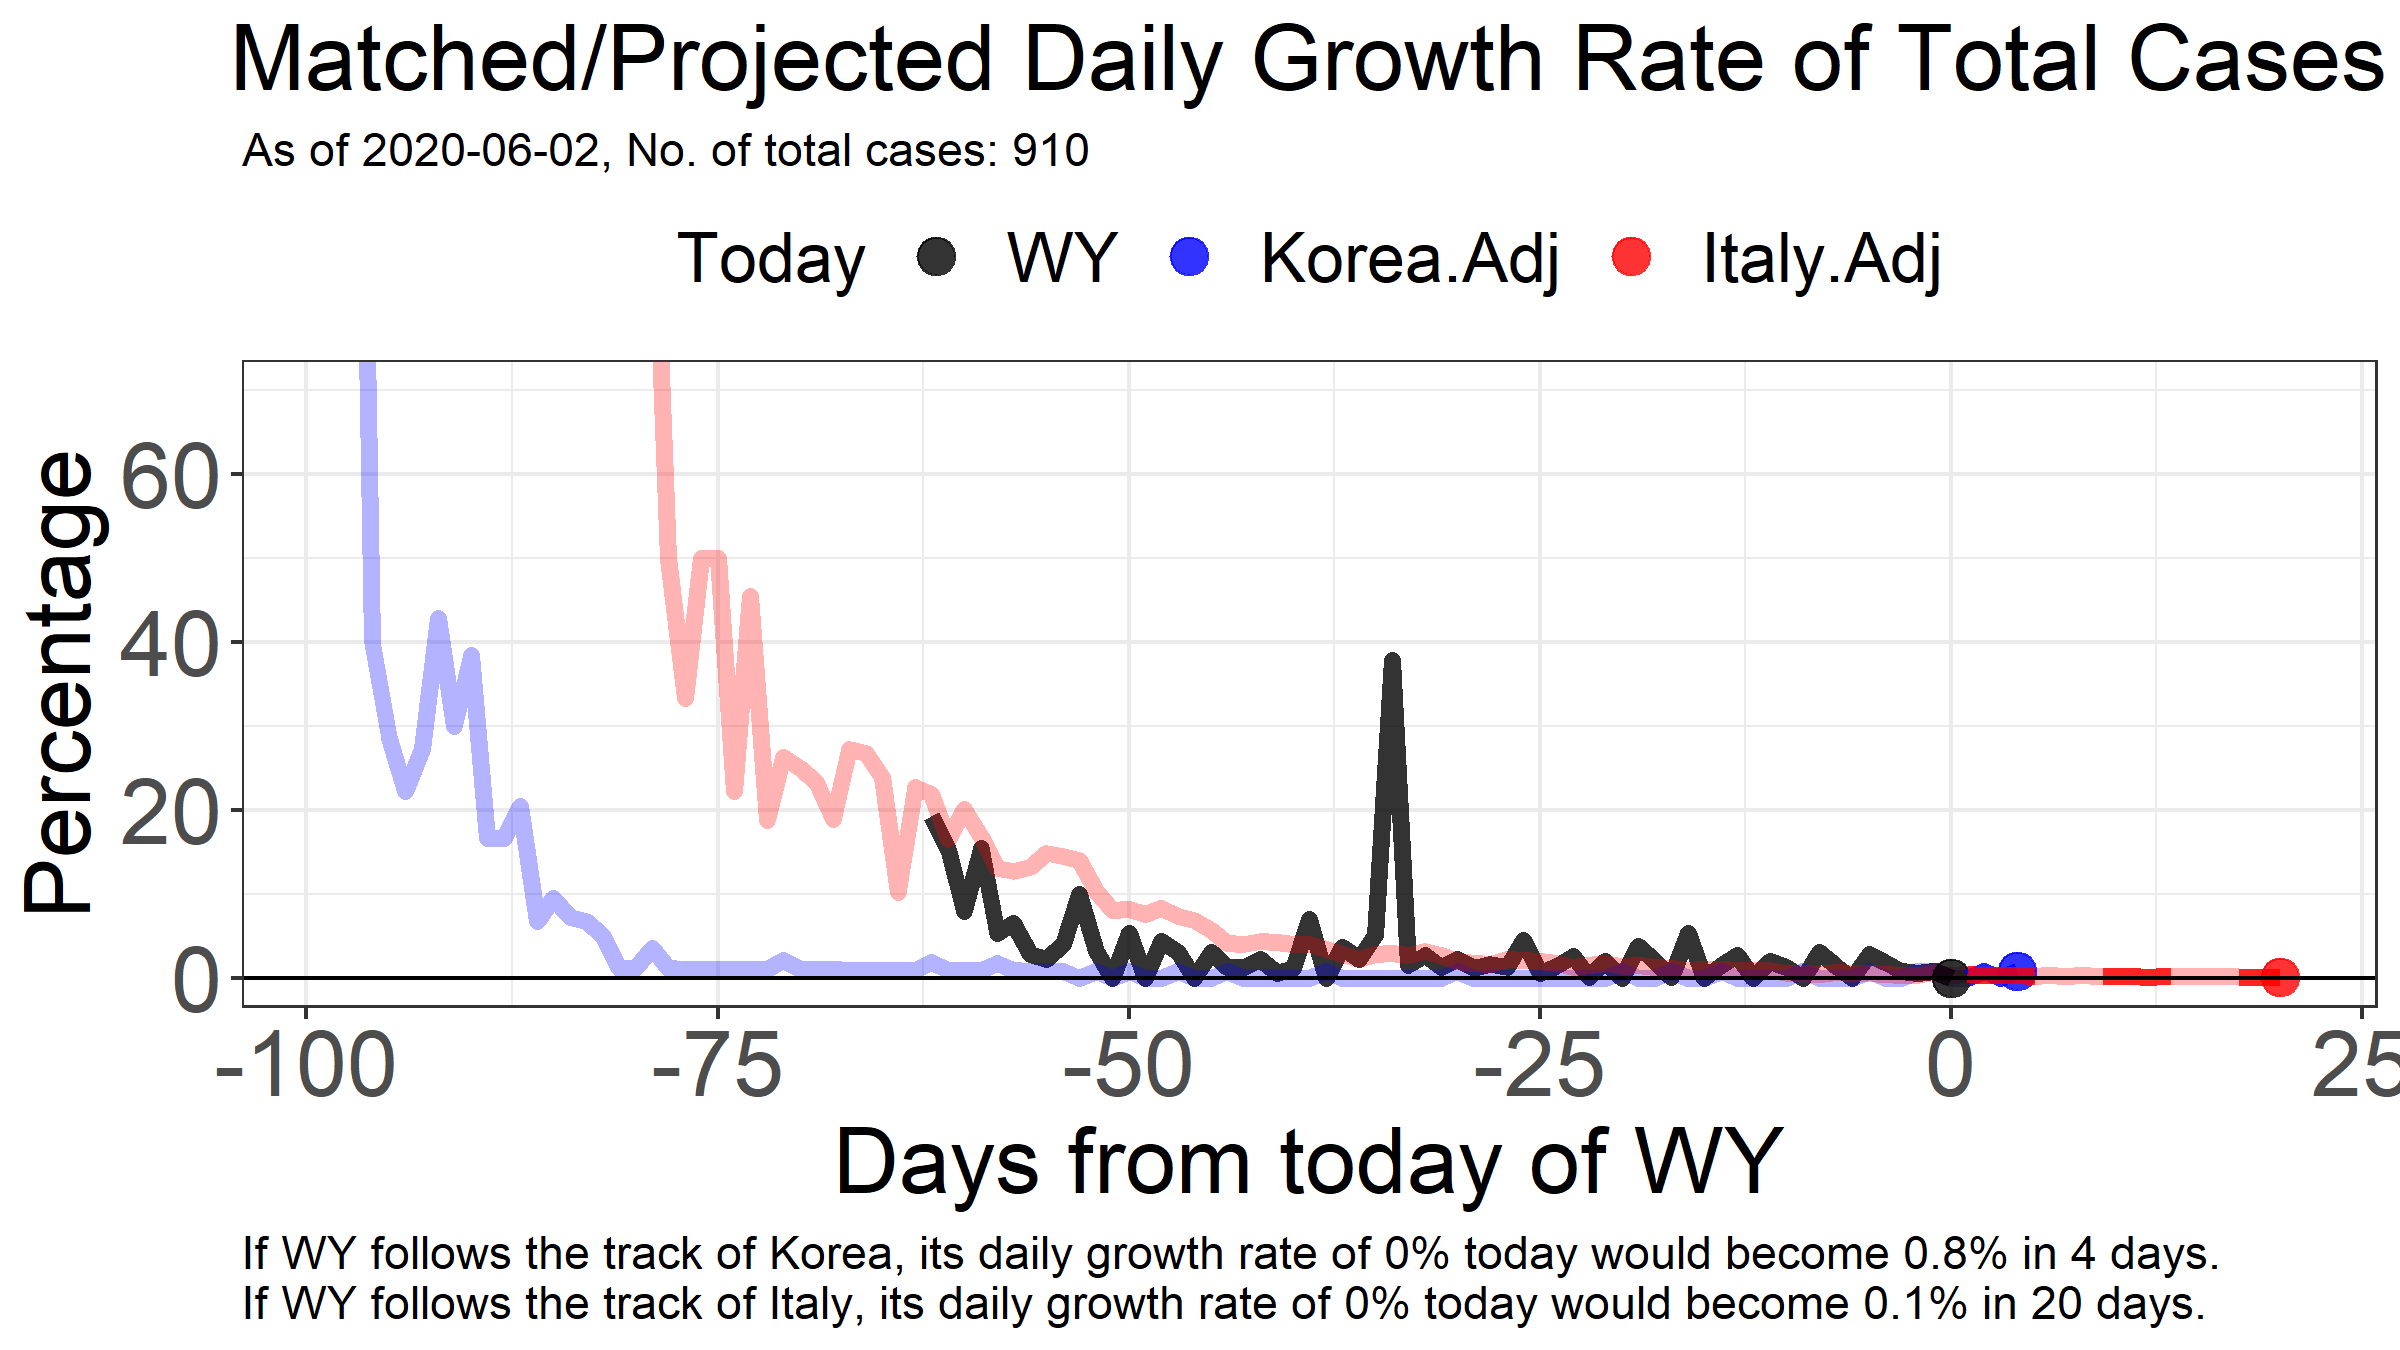 Matched/Projected Daily Growth Rate of Total Cases
As of 2020-06-02, No. of total cases: 910
Today WY Korea.Adj Italy.Adj
Percentage
60
40
20
0
-100 -75 -50 -25 0 25
Days from today of WY
If WY follows the track of Korea, its daily growth rate of 0% today would become 0.8% in 4 days.
If WY follows the track of Italy, its daily growth rate of 0% today would become 0.1% in 20 days.